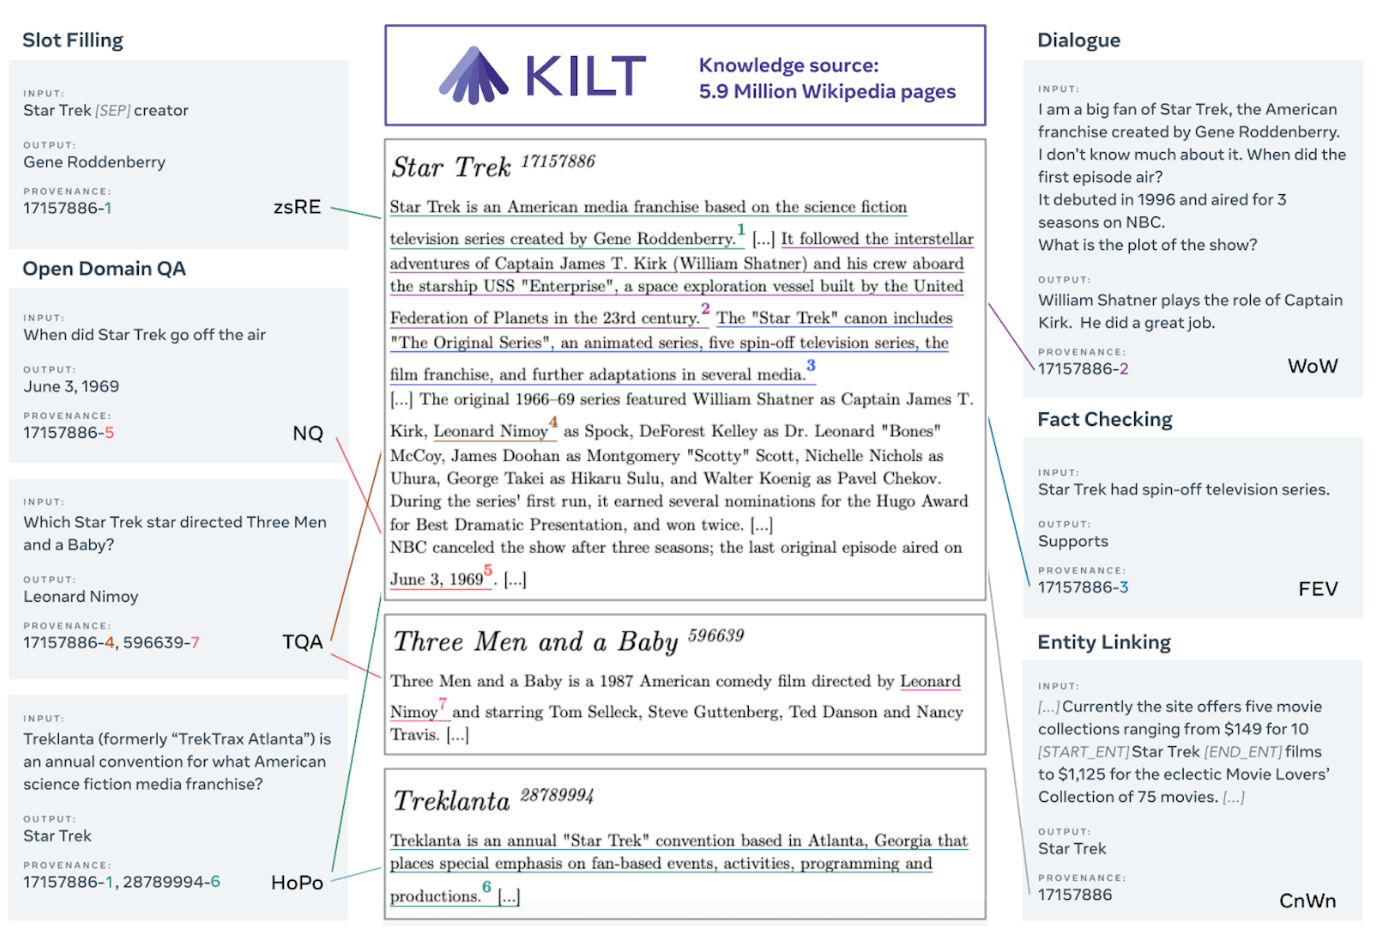 Slot Filling
INPUT:
Star Trek [SEP] creator
OUTPUT:
Gene Roddenberry
PROVENANCE:
17157886-1
zsRE
Open Domain QA
INPUT:
When did Star Trek go off the air
OUTPUT:
June 3, 1969
PROVENANCE:
17157886-5
NQ
INPUT:
Which Star Trek star directed Three Men
and a Baby?
OUTPUT:
Leonard Nimoy
PROVENANCE:
17157886-4, 596639-7
TQA
INPUT:
Treklanta (formerly “TrekTrax Atlanta”) is
an annual convention for what American
science fiction media franchise?
OUTPUT:
Star Trek
PROVENANCE:
17157886-1, 28789994-6
HoPo
KILT
Knowledge source:
5.9 Million Wikipedia pages
Star Trek 17157886
Star Trek is an American media franchise based on the science fiction
television series created by Gene Roddenberry.1 [...] It followed the interstellar
adventures of Captain James T. Kirk (William Shatner) and his crew aboard
the starship USS "Enterprise", a space exploration vessel built by the United
Federation of Planets in the 23rd century.2 The "Star Trek" canon includes
"The Original Series", an animated series, five spin-off television series, the
film franchise, and further adaptations in several media.3
[...] The original 1966–69 series featured William Shatner as Captain James T.
Kirk, Leonard Nimoy4 as Spock, DeForest Kelley as Dr. Leonard "Bones"
McCoy, James Doohan as Montgomery "Scotty" Scott, Nichelle Nichols as
Uhura, George Takei as Hikaru Sulu, and Walter Koenig as Pavel Chekov.
During the series' first run, it earned several nominations for the Hugo Award
for Best Dramatic Presentation, and won twice. [...]
NBC canceled the show after three seasons; the last original episode aired on
June 3, 19695. [...]
Three Men and a Baby 596639
Three Men and a Baby is a 1987 American comedy film directed by Leonard
Nimoy7 and starring Tom Selleck, Steve Guttenberg, Ted Danson and Nancy
Travis. [...]
Treklanta 28789994
Treklanta is an annual "Star Trek" convention based in Atlanta, Georgia that
places special emphasis on fan-based events, activities, programming and
productions.6 [...]
Dialogue
INPUT:
I am a big fan of Star Trek, the American
franchise created by Gene Roddenberry.
I don’t know much about it. When did the
first episode air?
It debuted in 1996 and aired for 3
seasons on NBC.
What is the plot of the show?
OUTPUT:
William Shatner plays the role of Captain
Kirk. He did a great job.
PROVENANCE:
17157886-2
WoW
Fact Checking
INPUT:
Star Trek had spin-off television series.
OUTPUT:
Supports
PROVENANCE:
17157886-3
FEV
Entity Linking
INPUT:
[...] Currently the site offers five movie
collections ranging from $149 for 10
[START_ENT] Star Trek [END_ENT] films
to $1,125 for the eclectic Movie Lovers’
Collection of 75 movies. [...]
OUTPUT:
Star Trek
PROVENANCE:
17157886
CnWn